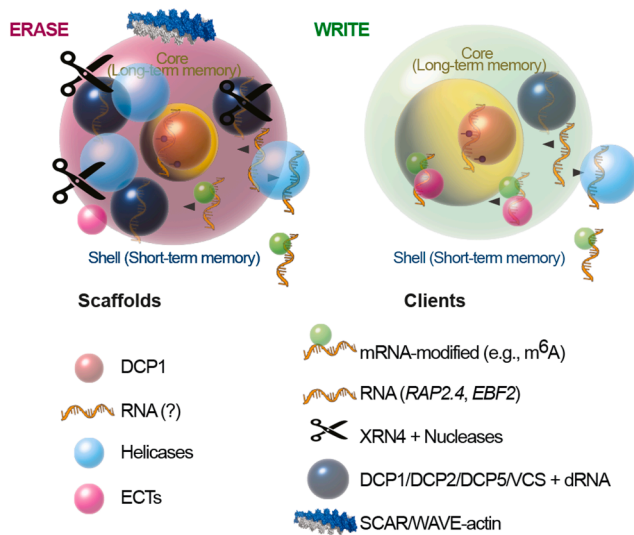 ERASE
WRITE
Core
(Long-term memory)
Core
(Long-term memory)
Shell (Short-term memory)
Shell (Short-term memory)
Scaffolds
Clients
DCP1
RNA (?)
Helicases
ECTs
mRNA-modified (e.g., m⁶A)
RNA (RAP2.4, EBF2)
XRN4 + Nucleases
DCP1/DCP2/DCP5/VCS + dRNA
SCAR/WAVE-actin